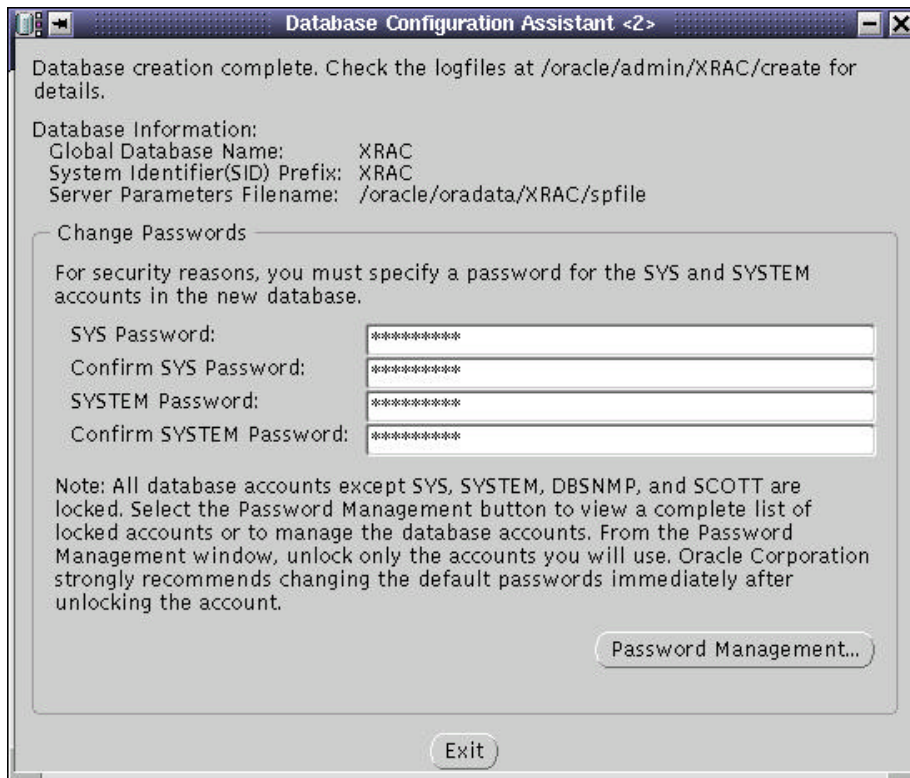 Database Configuration Assistant <2>
Database creation complete. Check the logfiles at /oracle/admin/XRAC/create for
details.
Database Information:
Global Database Name: XRAC
System Identifier(SID) Prefix: XRAC
Server Parameters Filename: /oracle/oradata/XRAC/spfile
Change Passwords
For security reasons, you must specify a password for the SYS and SYSTEM
accounts in the new database.
SYS Password: *********
Confirm SYS Password: *********
SYSTEM Password: *********
Confirm SYSTEM Password: *********
Note: All database accounts except SYS, SYSTEM, DBSNMP, and SCOTT are
locked. Select the Password Management button to view a complete list of
locked accounts or to manage the database accounts. From the Password
Management window, unlock only the accounts you will use. Oracle Corporation
strongly recommends changing the default passwords immediately after
unlocking the account.
Password Management...
Exit